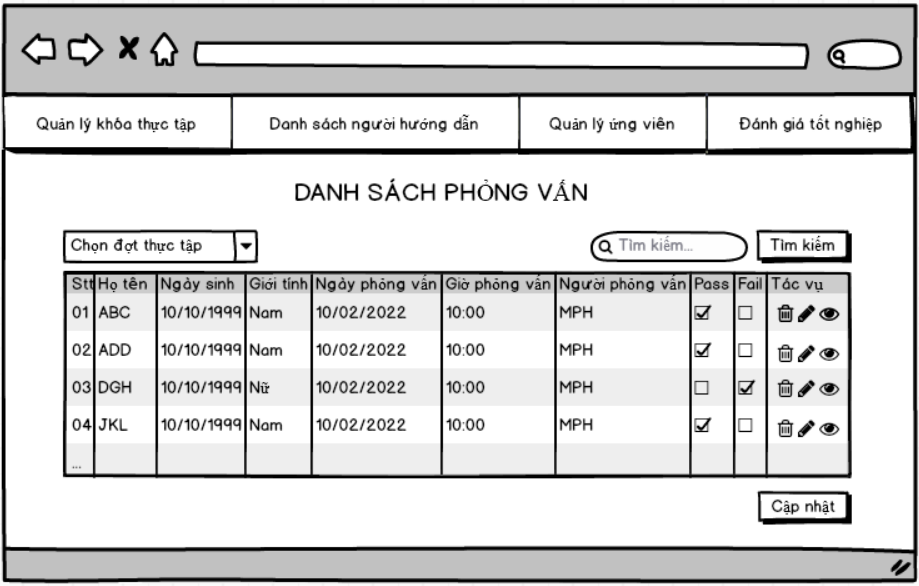 Quản lý khóa thực tập Danh sách người hướng dẫn Quản lý ứng viên Đánh giá tốt nghiệp
DANH SÁCH PHỎNG VẤN
Chọn đợt thực tập Tìm kiếm... Tìm kiếm
Stt Họ tên Ngày sinh Giới tính Ngày phỏng vấn Giờ phỏng vấn Người phỏng vấn Pass Fail Tác vụ
01 ABC 10/10/1999 Nam 10/02/2022 10:00 MPH
02 ADD 10/10/1999 Nam 10/02/2022 10:00 MPH
03 DGH 10/10/1999 Nữ 10/02/2022 10:00 MPH
04 JKL 10/10/1999 Nam 10/02/2022 10:00 MPH
...
Cập nhật